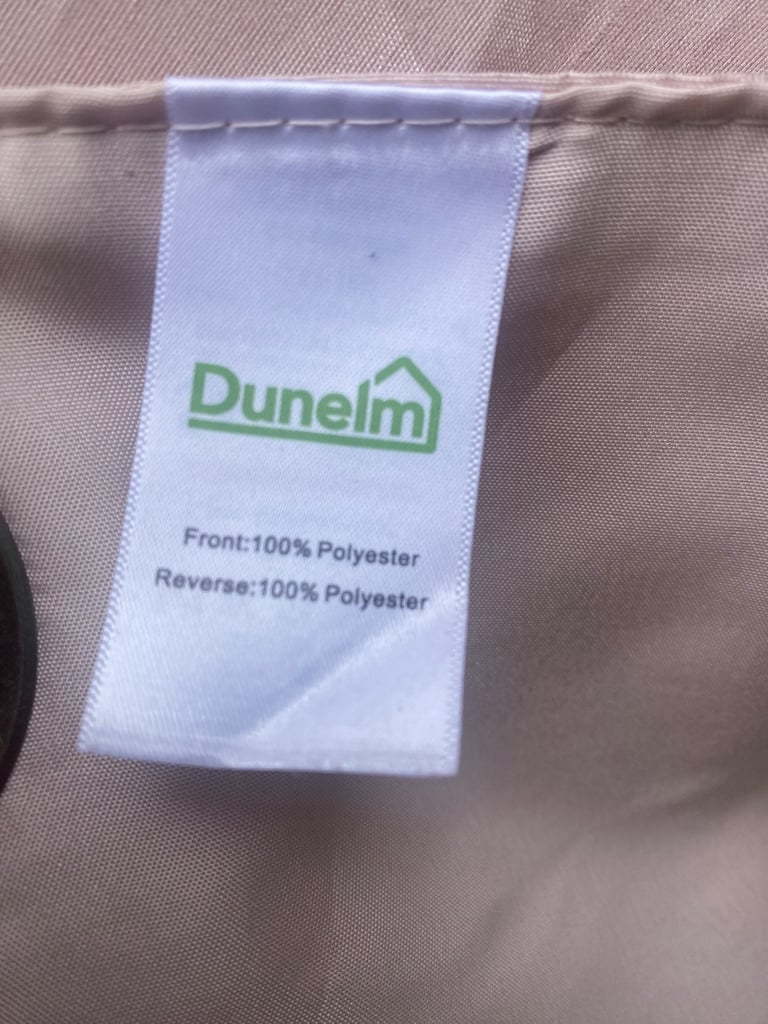 Dunelm
Front:100% Polyester
Reverse:100% Polyester